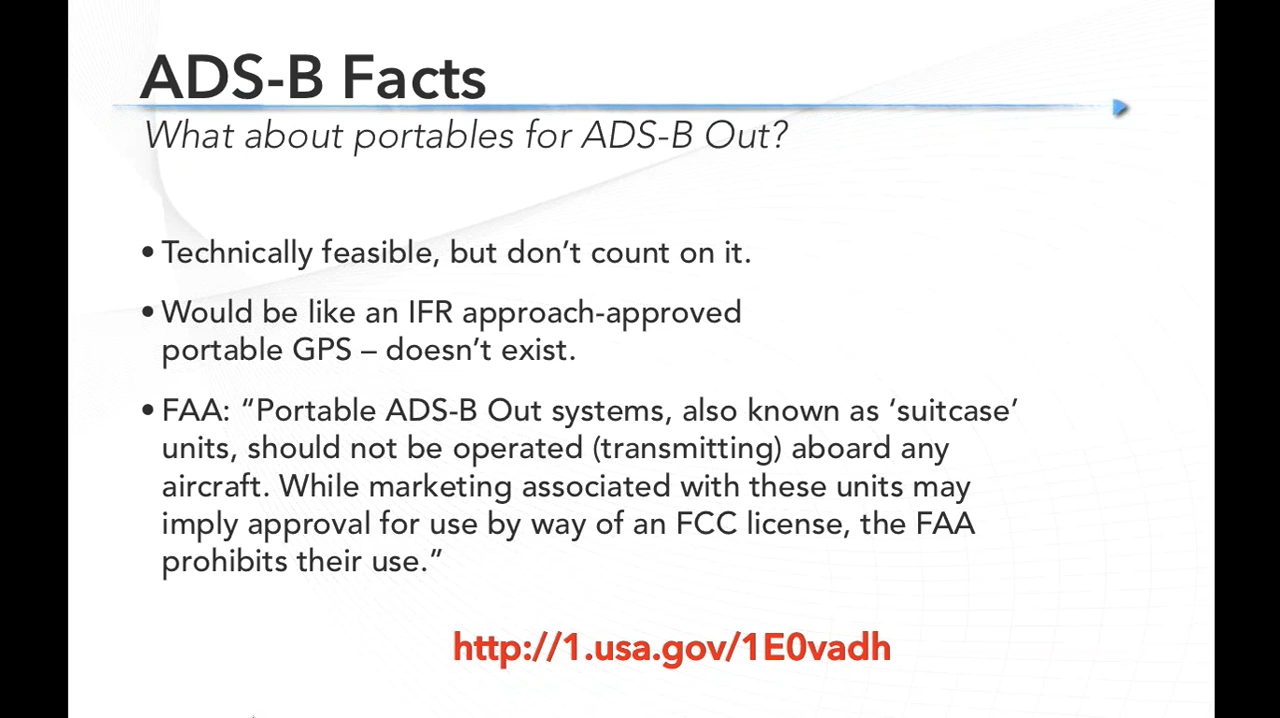 ADS-B Facts
What about portables for ADS-B Out?
• Technically feasible, but don’t count on it.
• Would be like an IFR approach-approved
portable GPS – doesn’t exist.
• FAA: “Portable ADS-B Out systems, also known as ‘suitcase’
units, should not be operated (transmitting) aboard any
aircraft. While marketing associated with these units may
imply approval for use by way of an FCC license, the FAA
prohibits their use.”
http://1.usa.gov/1E0vadh